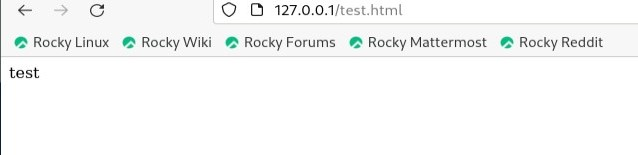 127.0.0.1/test.html
Rocky Linux Rocky Wiki Rocky Forums Rocky Mattermost Rocky Reddit
test